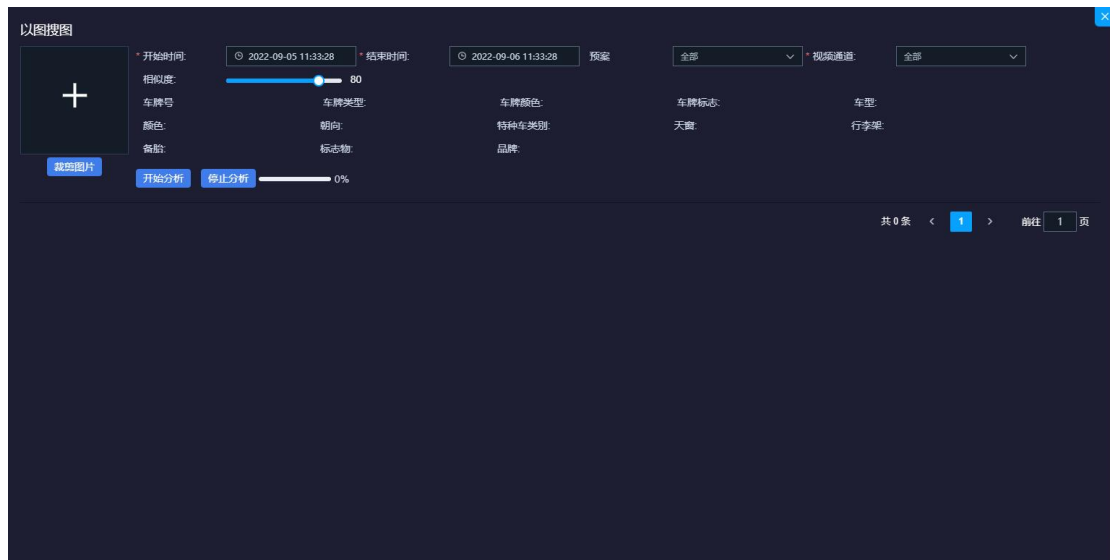 以图搜图
* 开始时间: 2022-09-05 11:33:28 * 结束时间: 2022-09-06 11:33:28 预案 全部 * 视频通道: 全部
相似度: 80
车牌号 车牌类型: 车牌颜色: 车牌标志: 车型:
颜色: 朝向: 特种车类别: 天窗: 行李架:
备胎: 标志物: 品牌:
裁剪图片
开始分析 停止分析 0%
共 0 条 < 1 > 前往 1 页